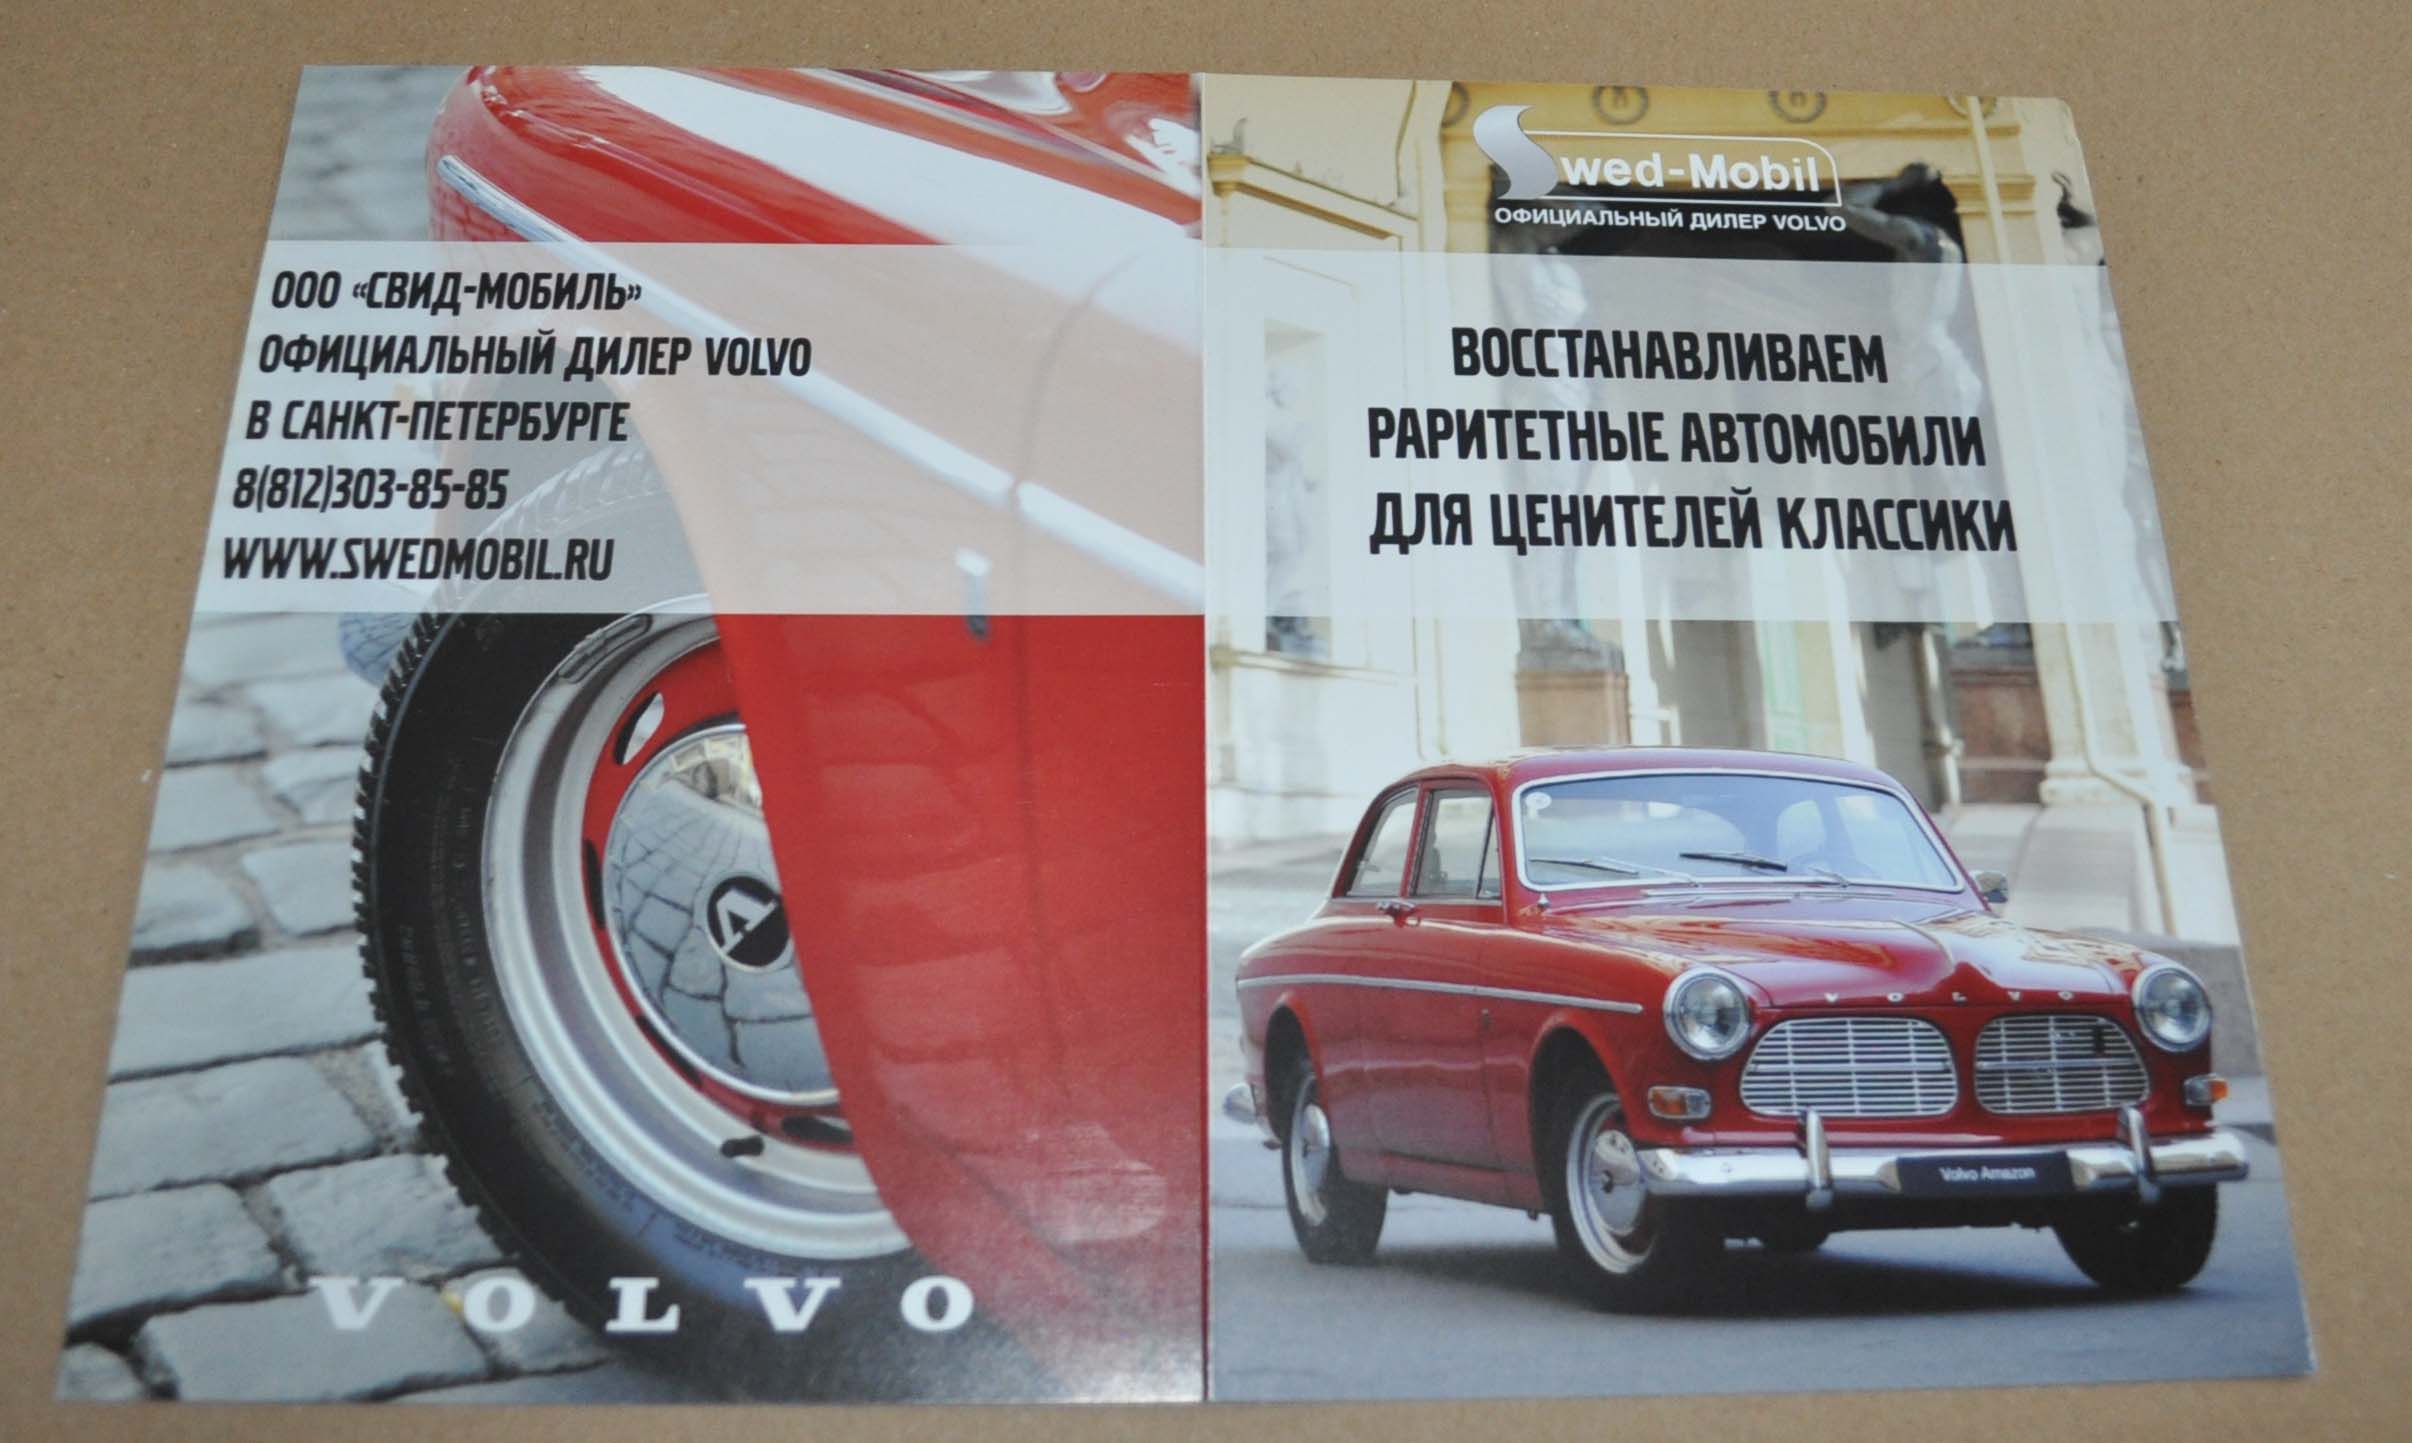 ООО «СВИД-МОБИЛЬ»
ОФИЦИАЛЬНЫЙ ДИЛЕР VOLVO
В САНКТ-ПЕТЕРБУРГЕ
8(812)303-85-85
WWW.SWEDMOBIL.RU
A
VOLVO
Swed-Mobil
ОФИЦИАЛЬНЫЙ ДИЛЕР VOLVO
ВОССТАНАВЛИВАЕМ
РАРИТЕТНЫЕ АВТОМОБИЛИ
ДЛЯ ЦЕНИТЕЛЕЙ КЛАССИКИ
VOLVO
Volvo Amazon